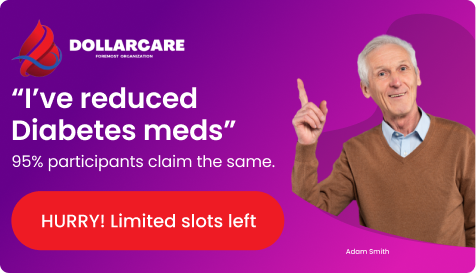 DOLLARCARE
FOREMOST ORGANIZATION
“I’ve reduced
Diabetes meds”
95% participants claim the same.
HURRY! Limited slots left
Adam Smith